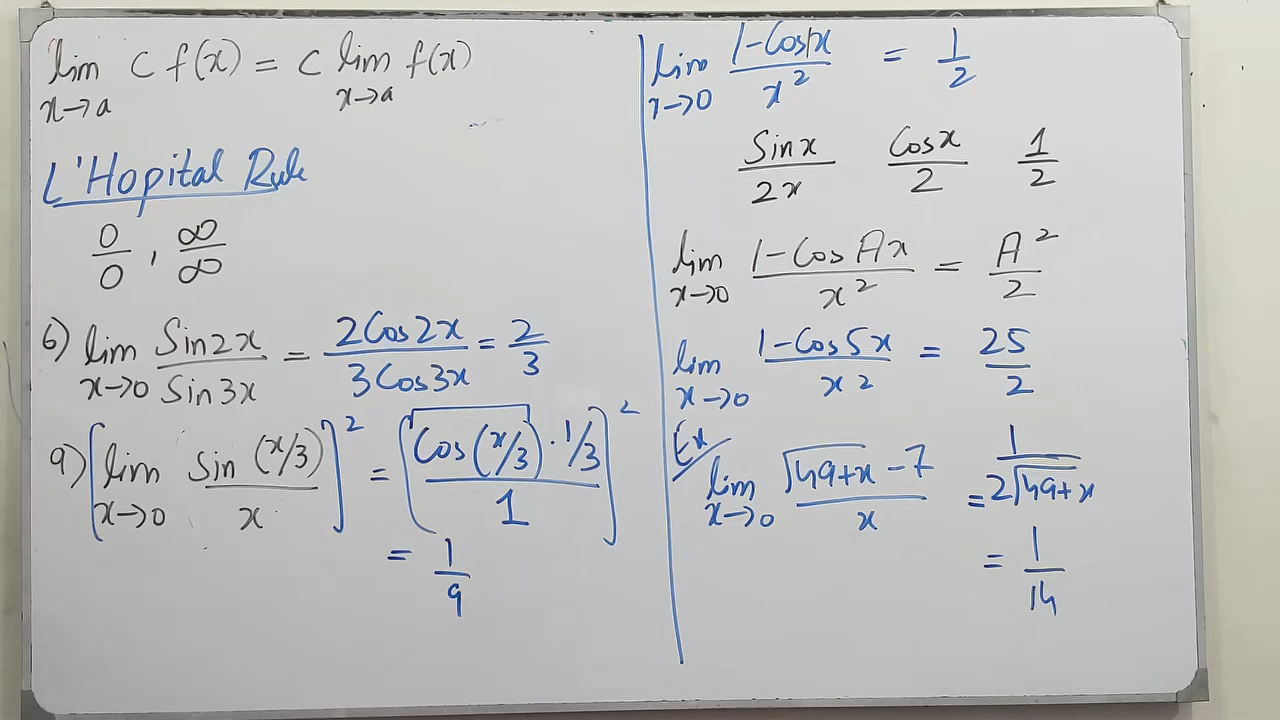 lim x→a c f(x) = c lim x→a f(x)
L'Hopital Rule
0/0 , ∞/∞
6) lim x→0 Sin2x/Sin3x = 2Cos2x/3Cos3x = 2/3
9) [lim x→0 sin(x/3)/x]² = [Cos(x/3)·1/3 / 1]²
= 1/9
lim x→0 1-Cosx/x² = 1/2
Sinx/2x Cosx/2 1/2
lim x→0 1-CosAx/x² = A²/2
lim x→0 1-Cos5x/x² = 25/2
Ex
lim x→0 √49+x -7/x = 1/2√49+x
= 1/14